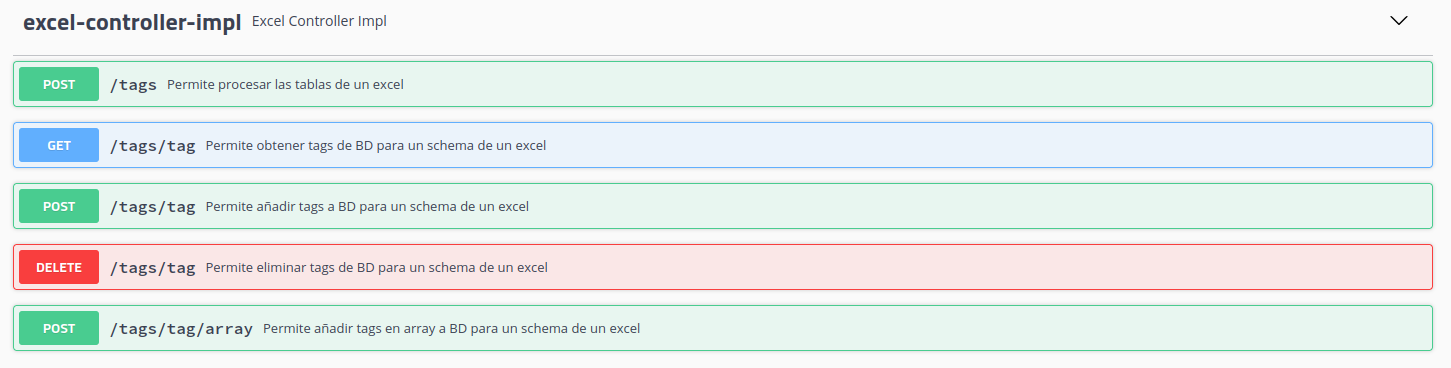 excel-controller-impl Excel Controller Impl
POST /tags Permite procesar las tablas de un excel
GET /tags/tag Permite obtener tags de BD para un schema de un excel
POST /tags/tag Permite añadir tags a BD para un schema de un excel
DELETE /tags/tag Permite eliminar tags de BD para un schema de un excel
POST /tags/tag/array Permite añadir tags en array a BD para un schema de un excel